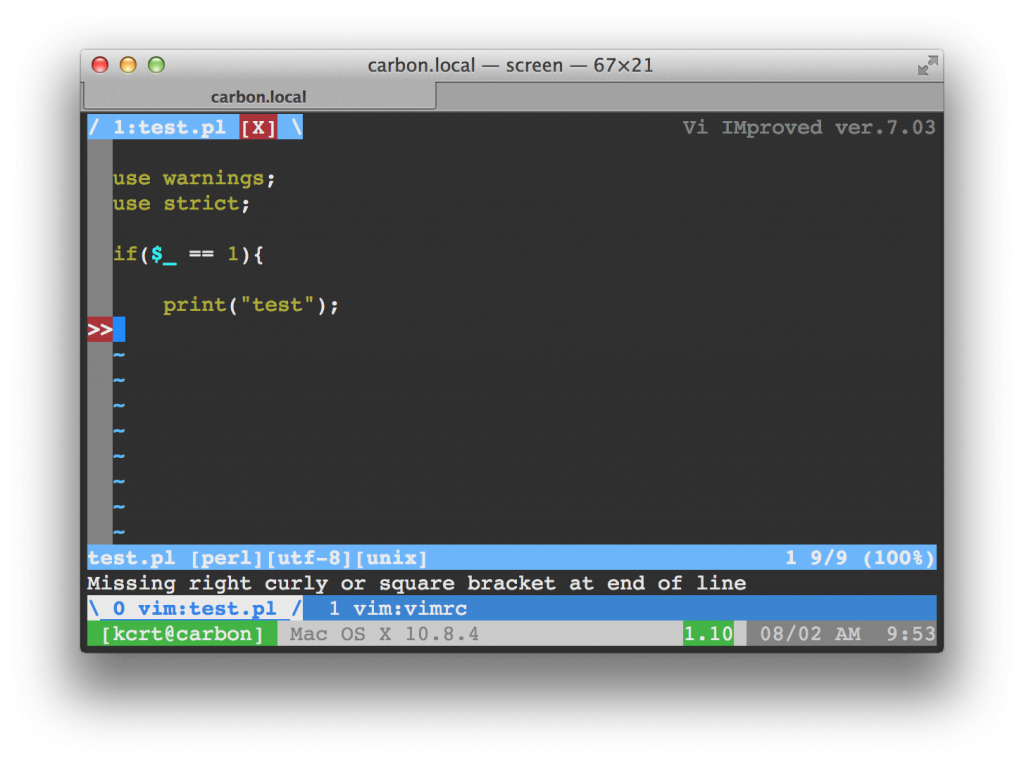 carbon.local — screen — 67×21
carbon.local
/ 1:test.pl [X] \ Vi IMproved ver.7.03
use warnings;
use strict;
if($_ == 1){
print("test");
>>
~
~
~
~
~
~
~
~
test.pl [perl][utf-8][unix] 1 9/9 (100%)
Missing right curly or square bracket at end of line
\ 0 vim:test.pl / 1 vim:vimrc
[kcrt@carbon] Mac OS X 10.8.4 1.10 08/02 AM 9:53